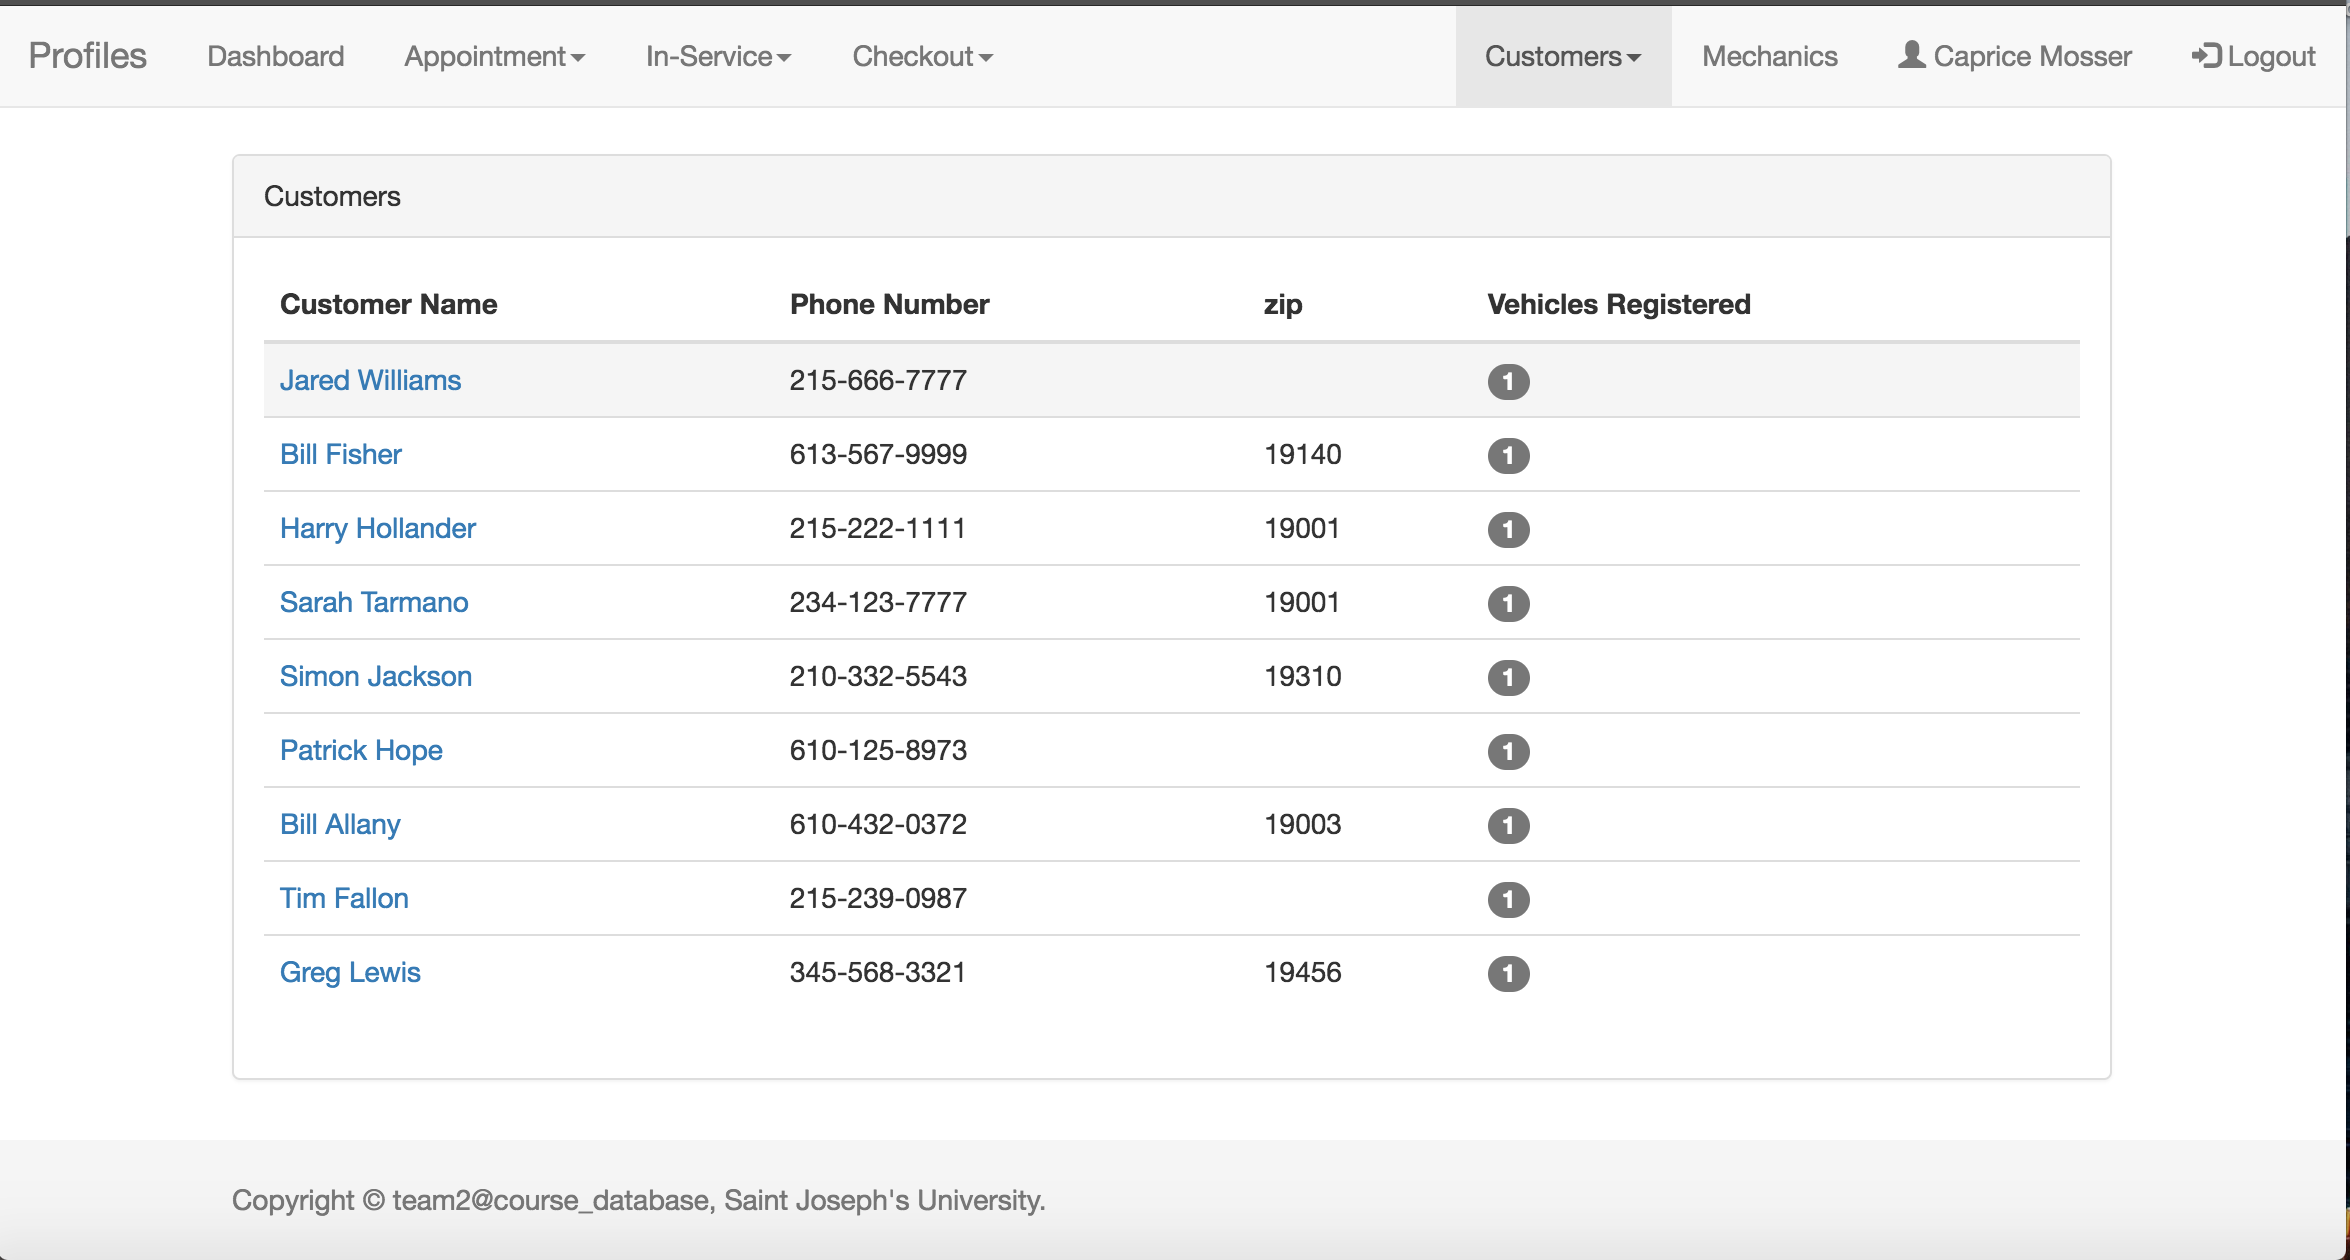 Profiles Dashboard Appointment In-Service Checkout Customers Mechanics Caprice Mosser Logout
Customers
Customer Name Phone Number zip Vehicles Registered
Jared Williams 215-666-7777 1
Bill Fisher 613-567-9999 19140 1
Harry Hollander 215-222-1111 19001 1
Sarah Tarmano 234-123-7777 19001 1
Simon Jackson 210-332-5543 19310 1
Patrick Hope 610-125-8973 1
Bill Allany 610-432-0372 19003 1
Tim Fallon 215-239-0987 1
Greg Lewis 345-568-3321 19456 1
Copyright © team2@course_database, Saint Joseph's University.